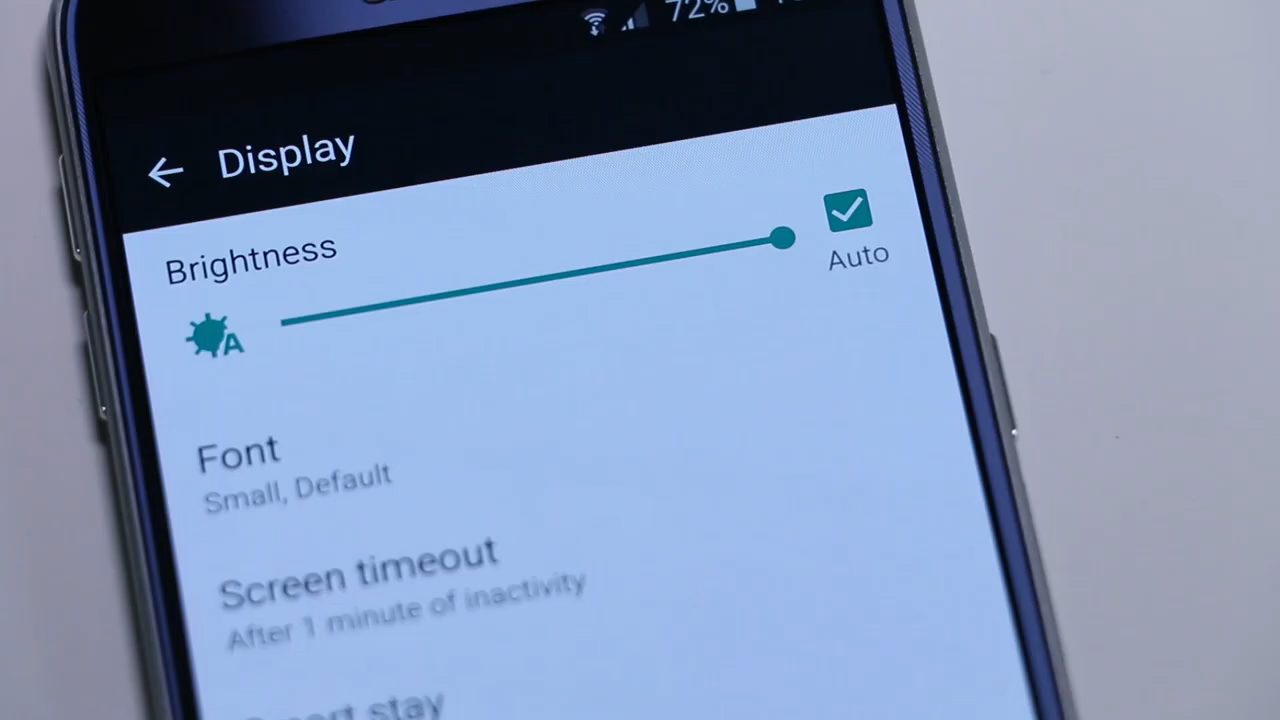 72%
Display
Brightness
Auto
A
Font
Small, Default
Screen timeout
After 1 minute of inactivity
Smart stay